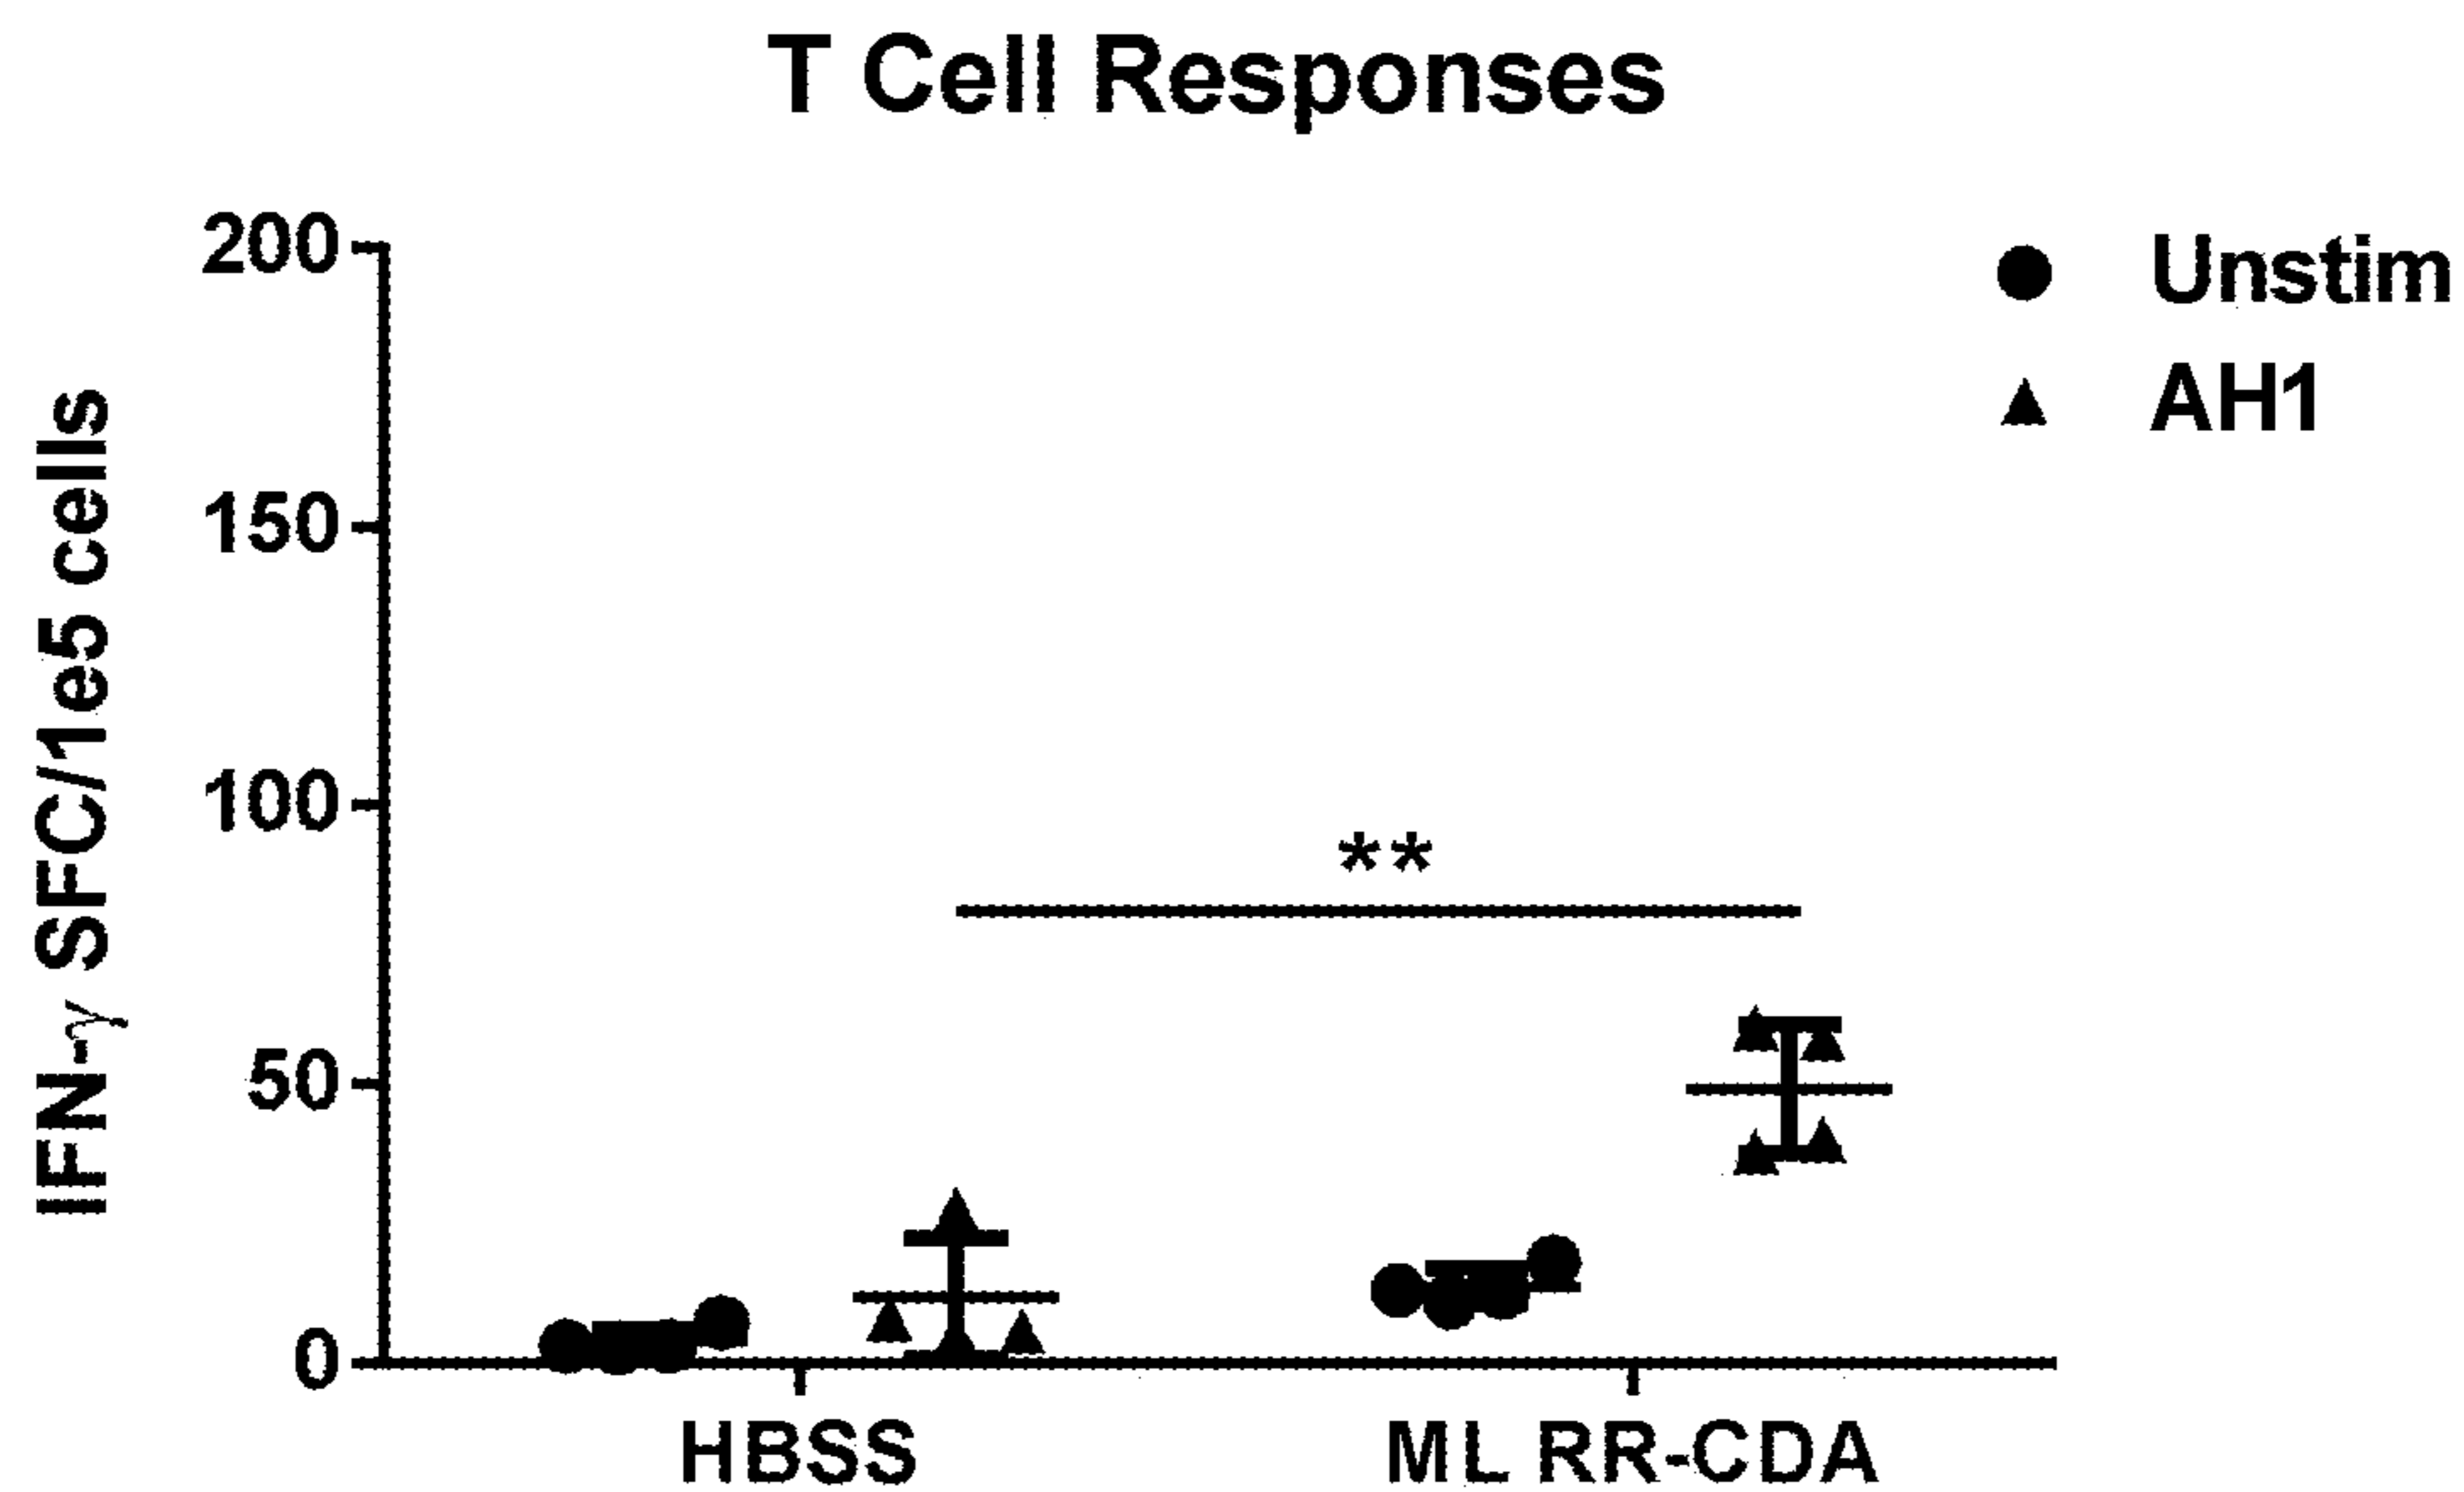 T Cell Responses
IFN-γ SFC/1e5 cells
200
150
100
50
0
Unstim
AH1
**
HBSS
ML RR-CDA